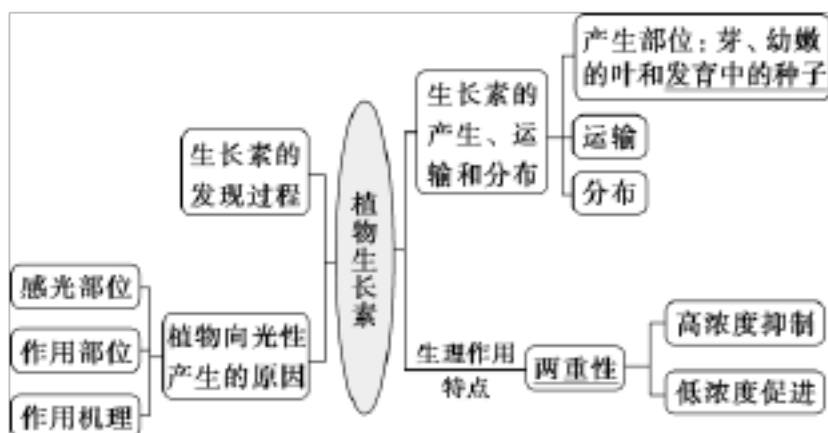 产生部位：芽、幼嫩
的叶和发育中的种子
生长素的
产生、运
输和分布
运输
分布
生长素的
发现过程
植物生长素
感光部位
作用部位
作用机理
植物向光性
产生的原因
生理作用
特点
两重性
高浓度抑制
低浓度促进